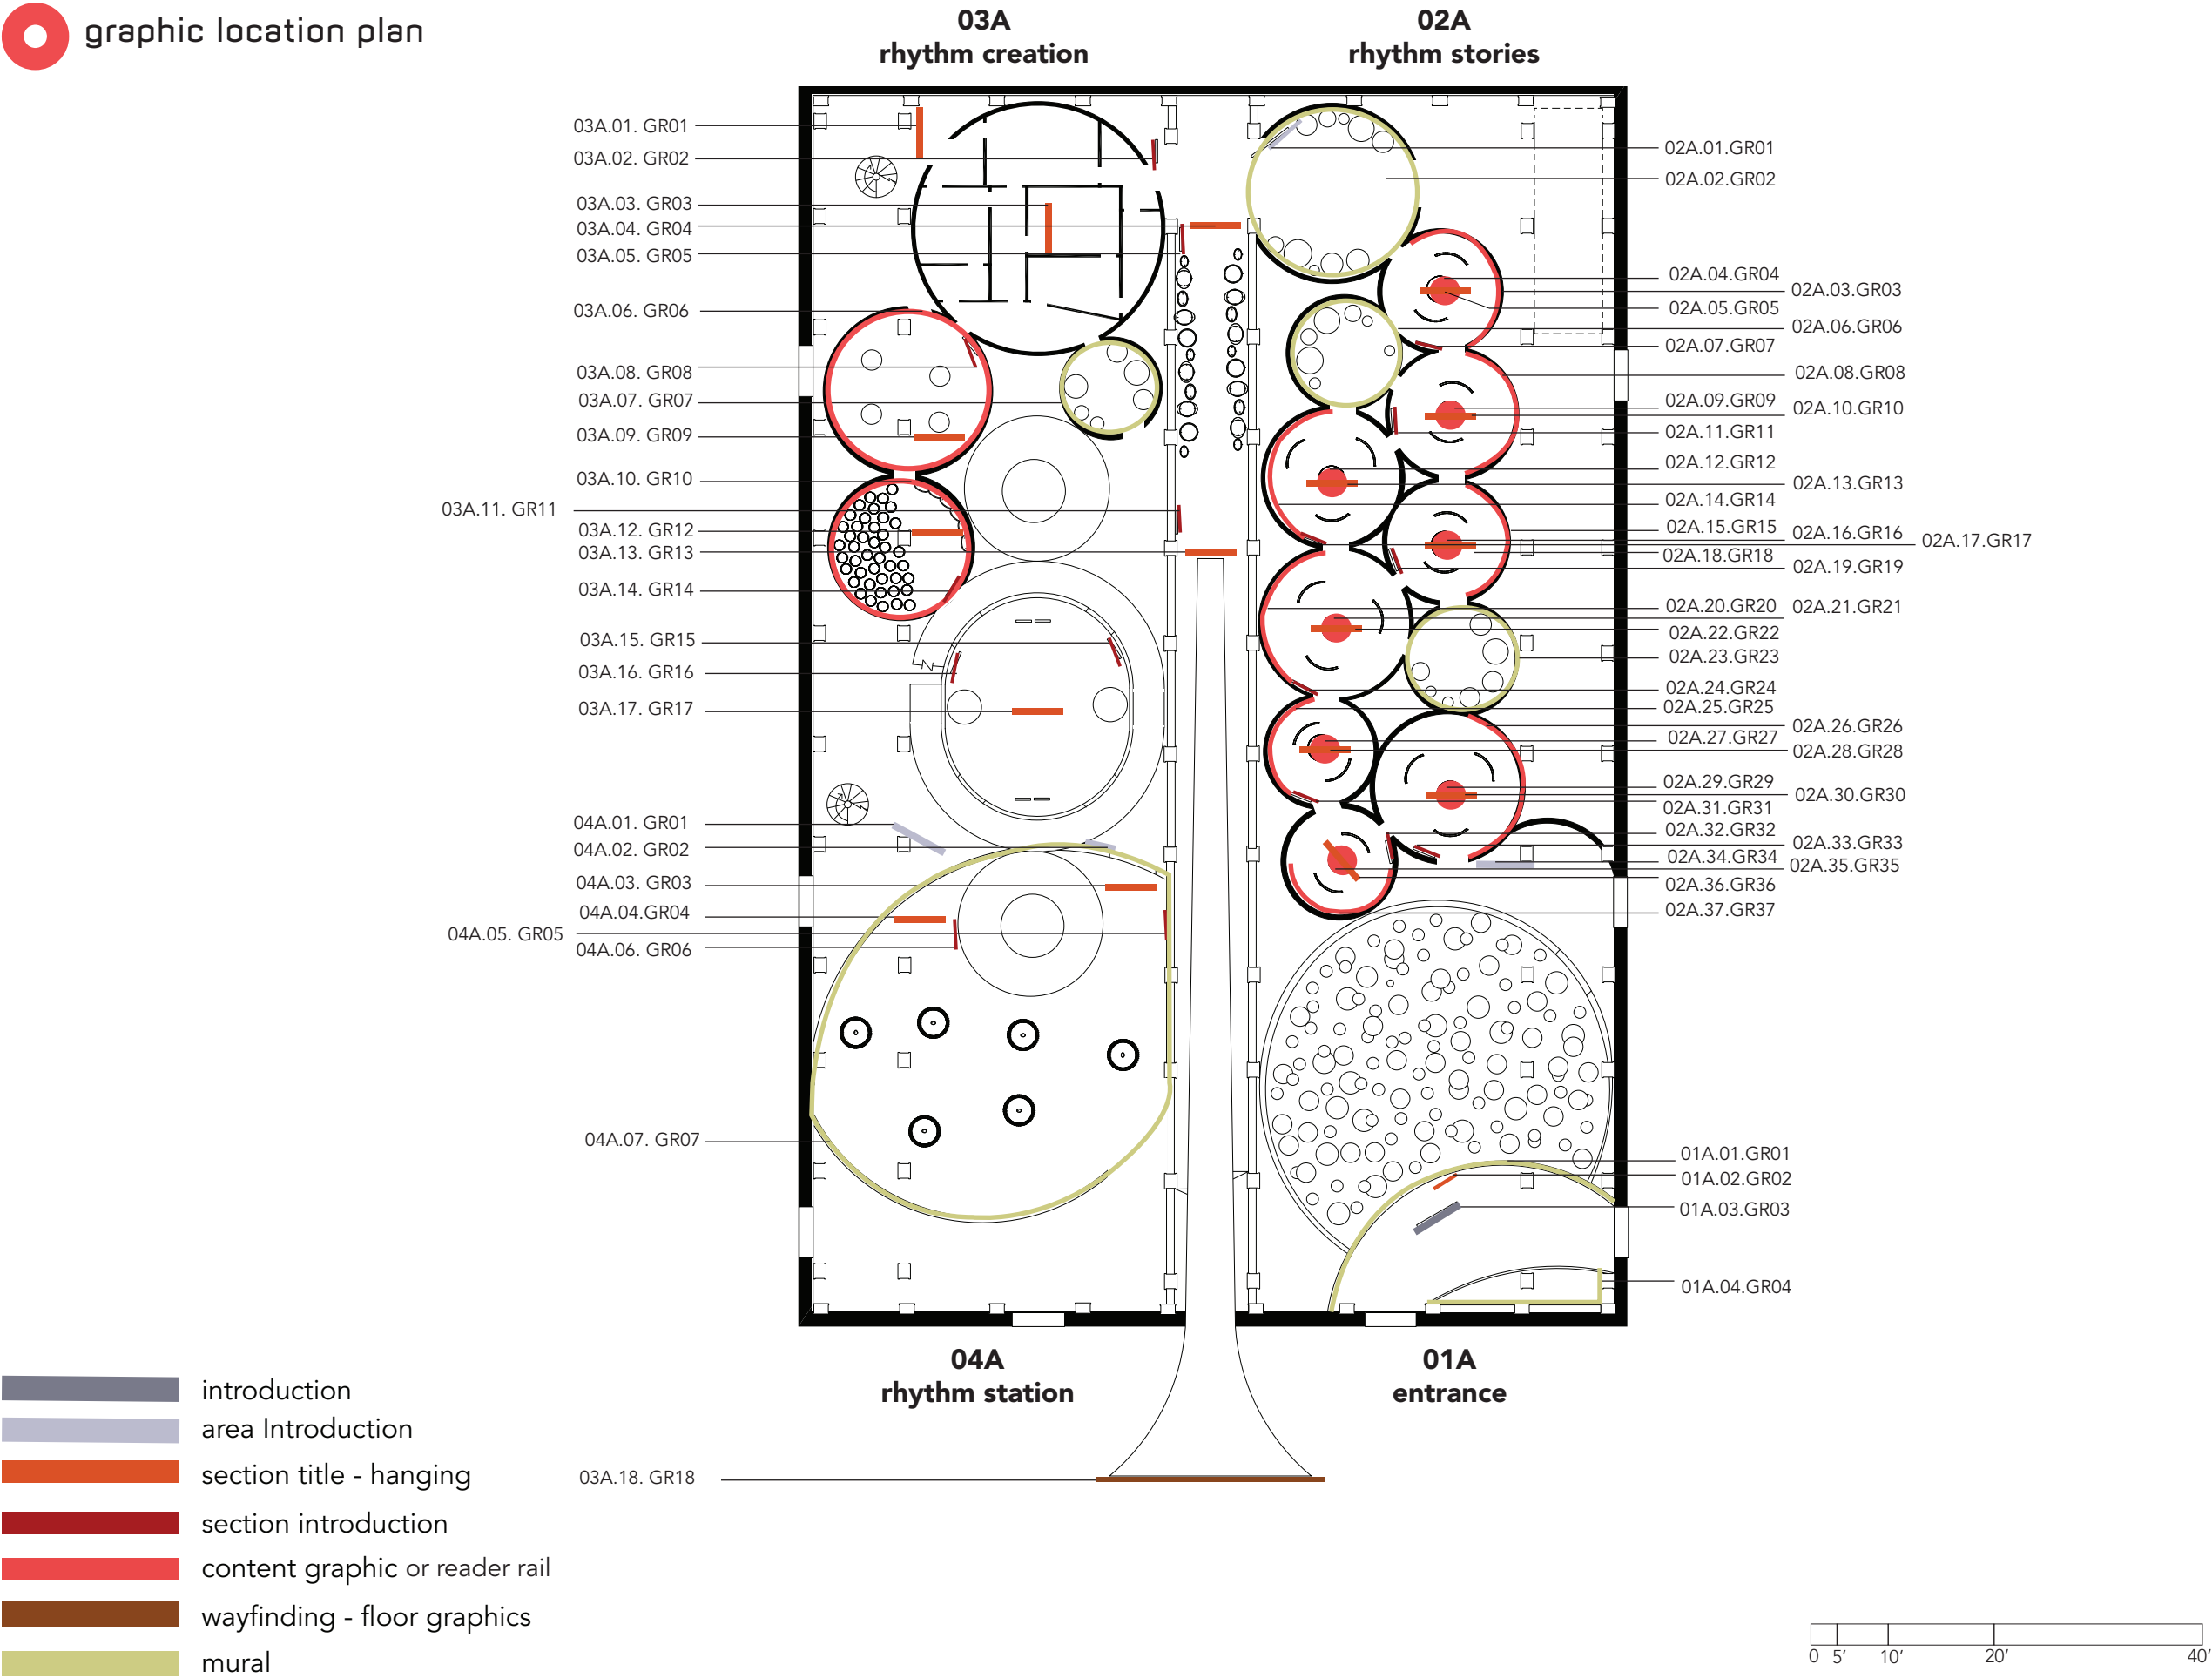 graphic location plan
03A
rhythm creation
02A
rhythm stories
03A.01. GR01
03A.02. GR02
03A.03. GR03
03A.04. GR04
03A.05. GR05
03A.06. GR06
03A.08. GR08
03A.07. GR07
03A.09. GR09
03A.10. GR10
03A.11. GR11
03A.12. GR12
03A.13. GR13
03A.14. GR14
03A.15. GR15
03A.16. GR16
03A.17. GR17
04A.01. GR01
04A.02. GR02
04A.03. GR03
04A.04.GR04
04A.05. GR05
04A.06. GR06
04A.07. GR07
02A.01.GR01
02A.02.GR02
02A.04.GR04
02A.03.GR03
02A.05.GR05
02A.06.GR06
02A.07.GR07
02A.08.GR08
02A.09.GR09
02A.10.GR10
02A.11.GR11
02A.12.GR12
02A.13.GR13
02A.14.GR14
02A.15.GR15
02A.16.GR16
02A.17.GR17
02A.18.GR18
02A.19.GR19
02A.20.GR20
02A.21.GR21
02A.22.GR22
02A.23.GR23
02A.24.GR24
02A.25.GR25
02A.26.GR26
02A.27.GR27
02A.28.GR28
02A.29.GR29
02A.30.GR30
02A.31.GR31
02A.32.GR32
02A.33.GR33
02A.34.GR34
02A.35.GR35
02A.36.GR36
02A.37.GR37
01A.01.GR01
01A.02.GR02
01A.03.GR03
01A.04.GR04
04A
rhythm station
01A
entrance
03A.18. GR18
introduction
area Introduction
section title - hanging
section introduction
content graphic or reader rail
wayfinding - floor graphics
mural
0 5' 10' 20' 40'